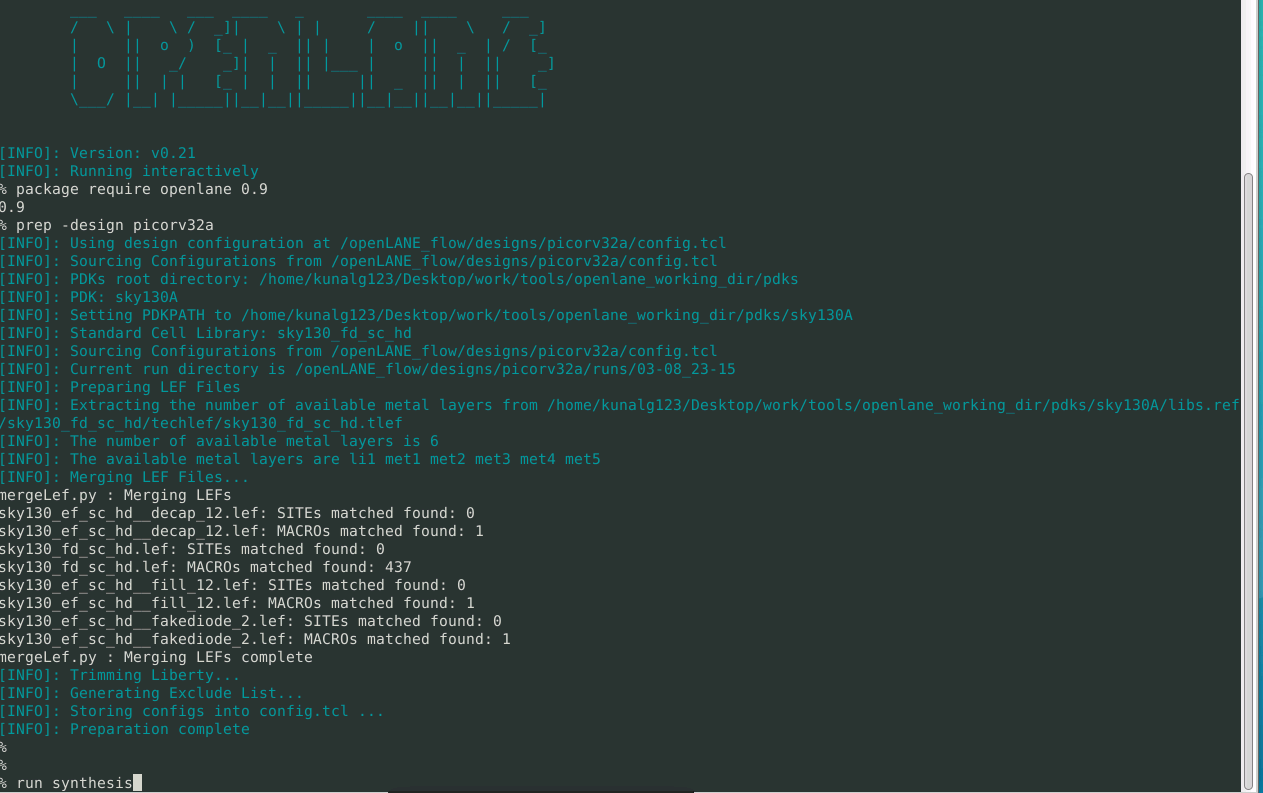 [INFO]: Version: v0.21
[INFO]: Running interactively
% package require openlane 0.9
0.9
% prep -design picorv32a
[INFO]: Using design configuration at /openLANE_flow/designs/picorv32a/config.tcl
[INFO]: Sourcing Configurations from /openLANE_flow/designs/picorv32a/config.tcl
[INFO]: PDKs root directory: /home/kunalg123/Desktop/work/tools/openlane_working_dir/pdks
[INFO]: PDK: sky130A
[INFO]: Setting PDKPATH to /home/kunalg123/Desktop/work/tools/openlane_working_dir/pdks/sky130A
[INFO]: Standard Cell Library: sky130_fd_sc_hd
[INFO]: Sourcing Configurations from /openLANE_flow/designs/picorv32a/config.tcl
[INFO]: Current run directory is /openLANE_flow/designs/picorv32a/runs/03-08_23-15
[INFO]: Preparing LEF Files
[INFO]: Extracting the number of available metal layers from /home/kunalg123/Desktop/work/tools/openlane_working_dir/pdks/sky130A/libs.ref
/sky130_fd_sc_hd/techlef/sky130_fd_sc_hd.tlef
[INFO]: The number of available metal layers is 6
[INFO]: The available metal layers are li1 met1 met2 met3 met4 met5
[INFO]: Merging LEF Files...
mergeLef.py : Merging LEFs
sky130_ef_sc_hd__decap_12.lef: SITEs matched found: 0
sky130_ef_sc_hd__decap_12.lef: MACROs matched found: 1
sky130_fd_sc_hd.lef: SITEs matched found: 0
sky130_fd_sc_hd.lef: MACROs matched found: 437
sky130_ef_sc_hd__fill_12.lef: SITEs matched found: 0
sky130_ef_sc_hd__fill_12.lef: MACROs matched found: 1
sky130_ef_sc_hd__fakediode_2.lef: SITEs matched found: 0
sky130_ef_sc_hd__fakediode_2.lef: MACROs matched found: 1
mergeLef.py : Merging LEFs complete
[INFO]: Trimming Liberty...
[INFO]: Generating Exclude List...
[INFO]: Storing configs into config.tcl ...
[INFO]: Preparation complete
%
%
% run synthesis